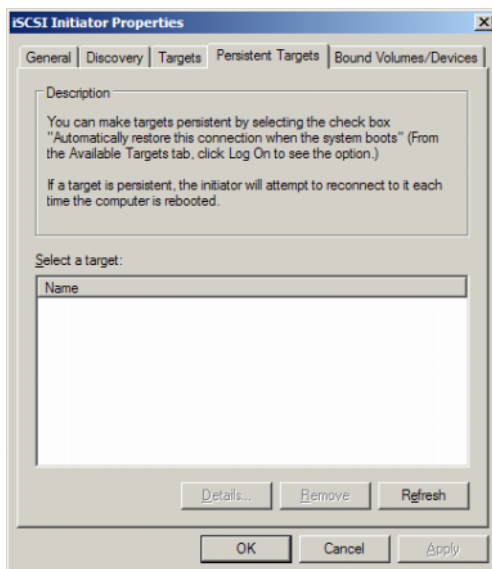 iSCSI Initiator Properties
General Discovery Targets Persistent Targets Bound Volumes/Devices
Description
You can make targets persistent by selecting the check box
"Automatically restore this connection when the system boots" (From
the Available Targets tab, click Log On to see the option.)
If a target is persistent, the initiator will attempt to reconnect to it each
time the computer is rebooted.
Select a target:
Name
Details... Remove Refresh
OK Cancel Apply